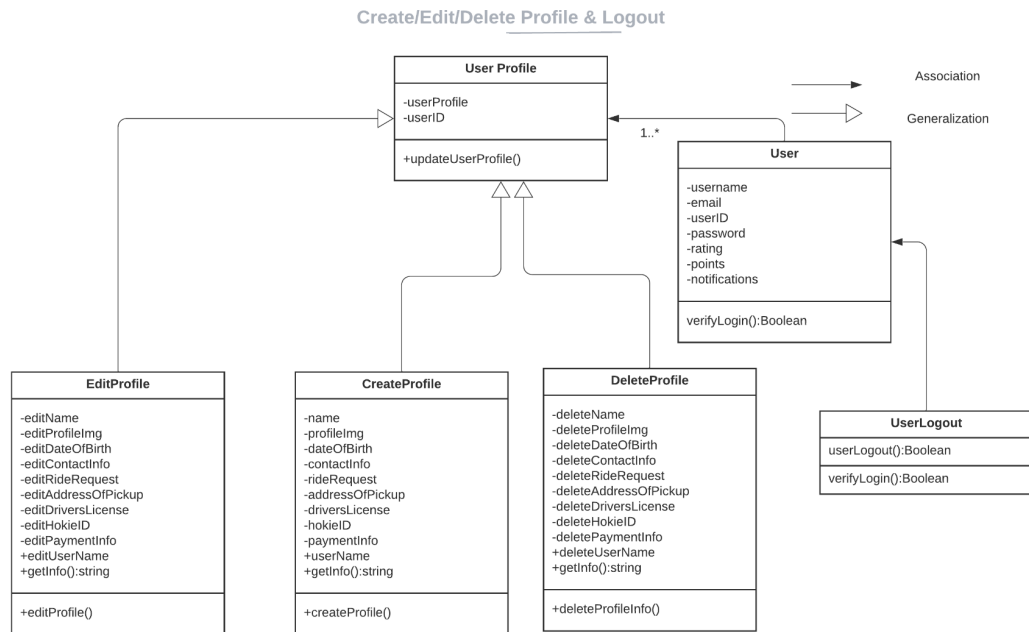 Create/Edit/Delete Profile & Logout
User Profile
-userProfile
-userID
+updateUserProfile()
Association
Generalization
1..*
User
-username
-email
-userID
-password
-rating
-points
-notifications
verifyLogin():Boolean
EditProfile
-editName
-editProfileImg
-editDateOfBirth
-editContactInfo
-editRideRequest
-editAddressOfPickup
-editDriversLicense
-editHokieID
-editPaymentInfo
+editUserName
+getInfo():string
+editProfile()
CreateProfile
-name
-profileImg
-dateOfBirth
-contactInfo
-rideRequest
-addressOfPickup
-driversLicense
-hokieID
-paymentInfo
+userName
+getInfo():string
+createProfile()
DeleteProfile
-deleteName
-deleteProfileImg
-deleteDateOfBirth
-deleteContactInfo
-deleteRideRequest
-deleteAddressOfPickup
-deleteDriversLicense
-deleteHokieID
-deletePaymentInfo
+deleteUserName
+getInfo():string
+deleteProfileInfo()
UserLogout
userLogout():Boolean
verifyLogin():Boolean